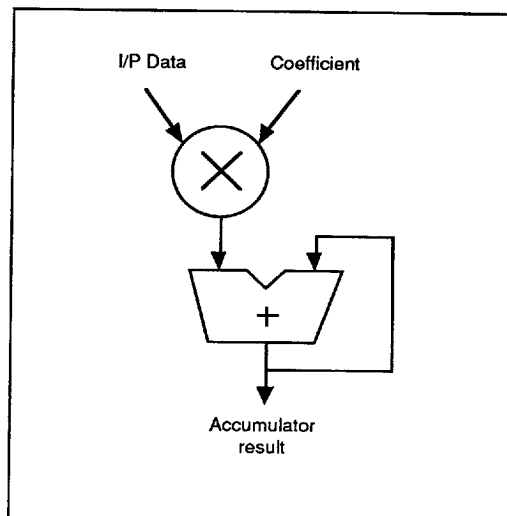 I/P Data
Coefficient
+
Accumulator
result